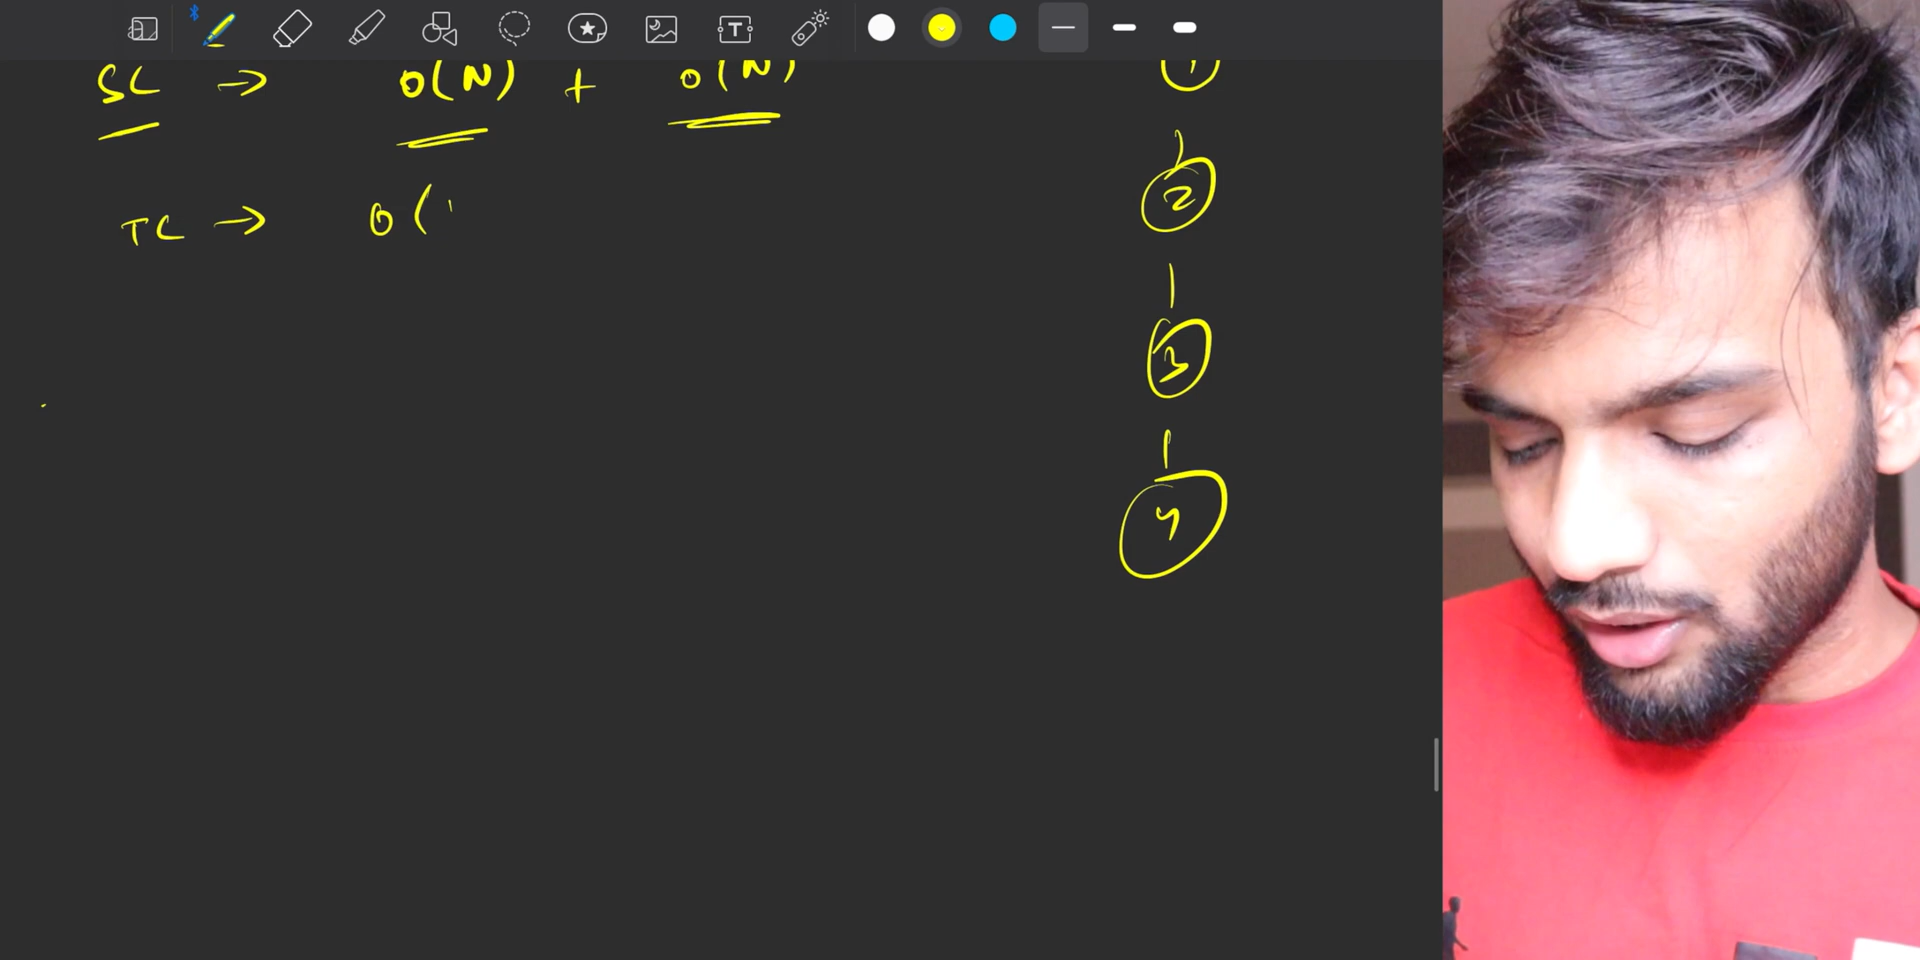 SC → O(N) + O(N)
TC → O(
1
2
3
4